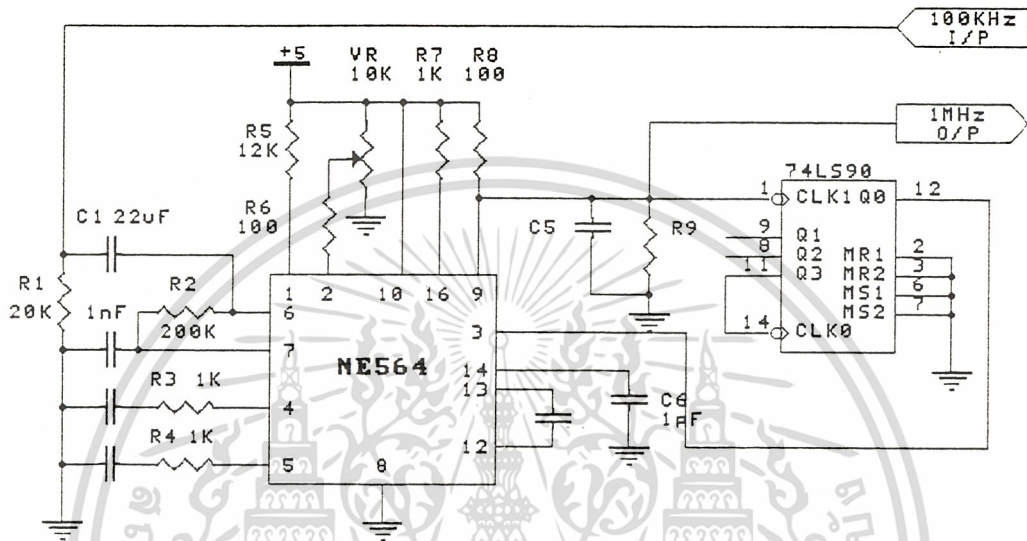 100KHz
I/P
+5
VR
10K
R7
1K
R8
100
1MHz
O/P
R5
12K
74LS90
1
CLK1
Q0
12
R6
100
C5
R9
9
Q1
8
Q2
11
Q3
MR1
2
MR2
3
MS1
6
MS2
7
14
CLK0
C1 22uF
R1
20K
1nF
R2
200K
1
2
10
16
9
6
7
3
NE564
14
13
12
C6
1pF
R3 1K
4
R4 1K
5
8